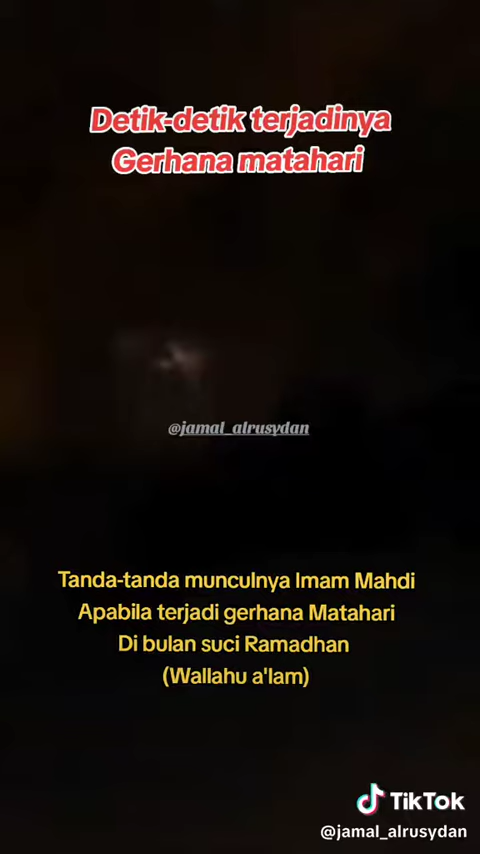 Detik-detik terjadinya
Gerhana matahari
@jamal_alrusydan
Tanda-tanda munculnya Imam Mahdi
Apabila terjadi gerhana Matahari
Di bulan suci Ramadhan
(Wallahu a'lam)
TikTok
@jamal_alrusydan